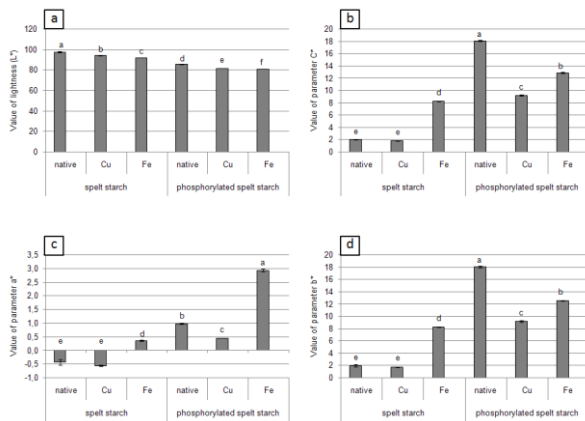 a
Value of lightness (L*)
140
120
100
80
60
40
20
0
a b c d e f
native Cu Fe native Cu Fe
spelt starch phosphorylated spelt starch
b
Value of parameter C*
20
18
16
14
12
10
8
6
4
2
0
e e d a c b
native Cu Fe native Cu Fe
spelt starch phosphorylated spelt starch
c
Value of parameter a*
3,5
3,0
2,5
2,0
1,5
1,0
0,5
0,0
-0,5
-1,0
e e d b c a
native Cu Fe native Cu Fe
spelt starch phosphorylated spelt starch
d
Value of parameter b*
20
18
16
14
12
10
8
6
4
2
0
e e d a c b
native Cu Fe native Cu Fe
spelt starch phosphorylated spelt starch